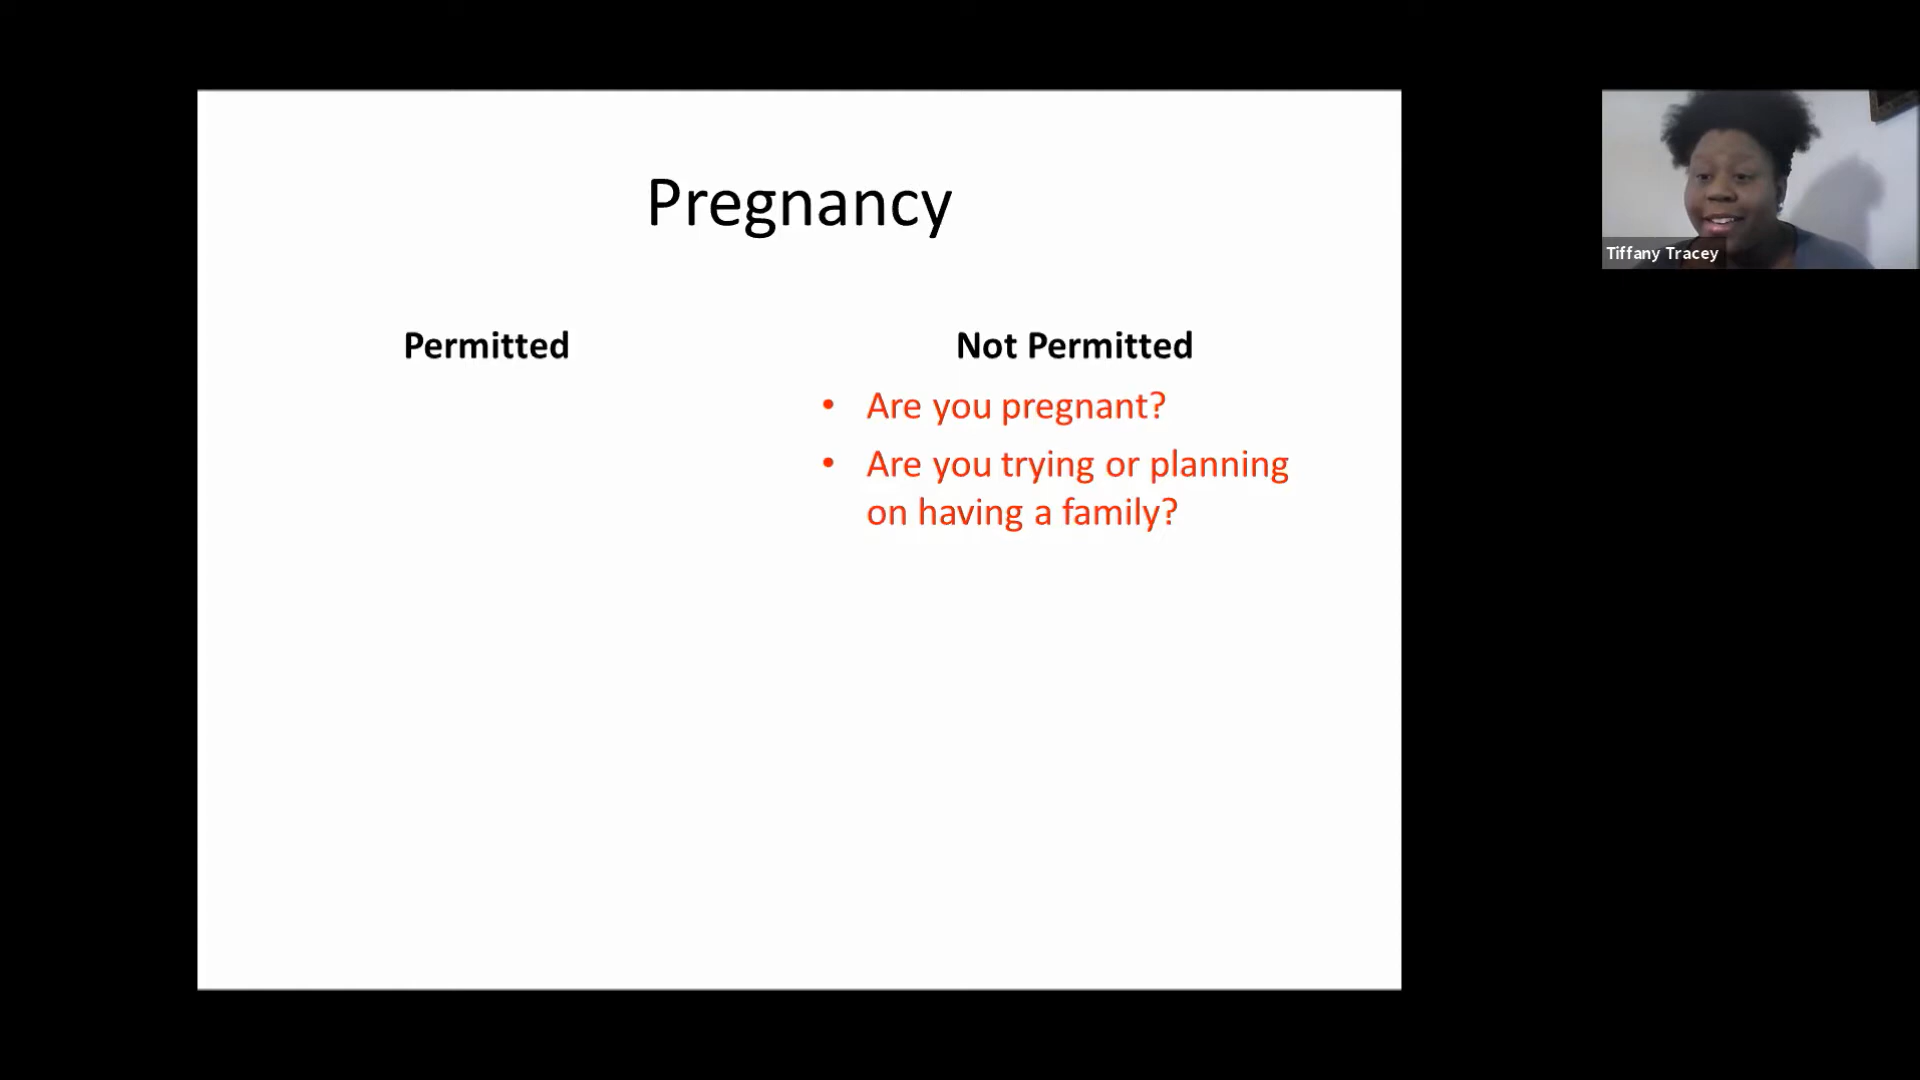 Pregnancy
Permitted
Not Permitted
• Are you pregnant?
• Are you trying or planning
on having a family?
Tiffany Tracey